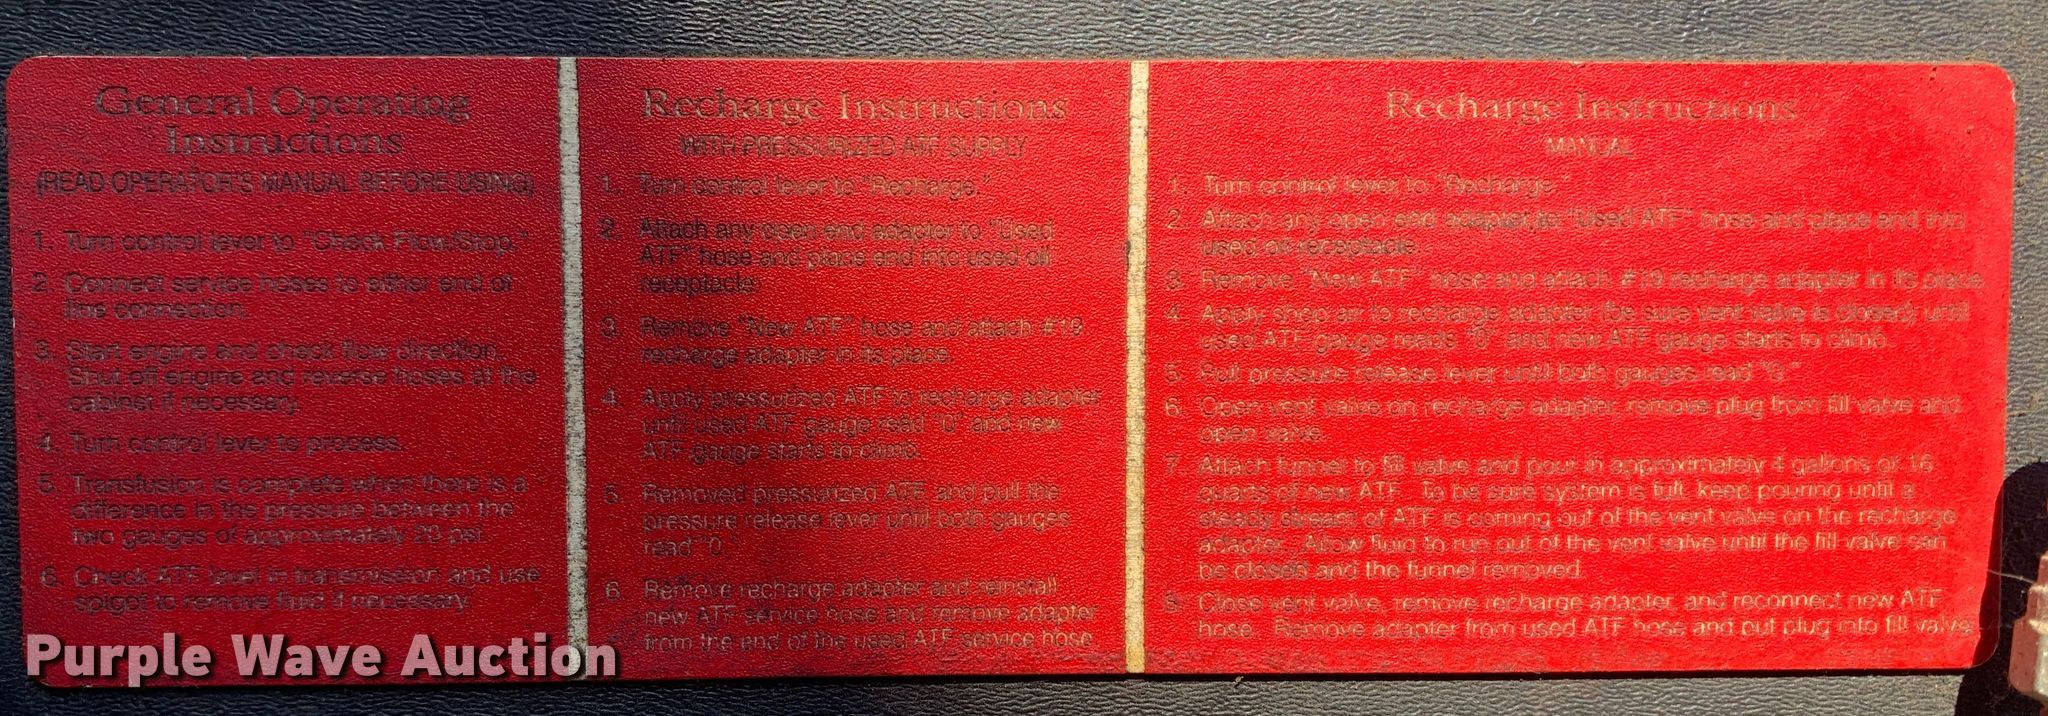 General Operating
Instructions
(READ OPERATOR'S MANUAL BEFORE USING)
1. Turn control lever to "Check Flow/Stop."
2. Connect service hoses to either end of
line connection.
3. Start engine and check flow direction.
Shut off engine and reverse hoses at the
cabinet if necessary.
4. Turn control lever to process.
5. Transfusion is complete when there is a
difference in the pressure between the
two gauges of approximately 20 psi.
6. Check ATF level in transmission and use
spigot to remove fluid if necessary.
Recharge Instructions
WITH PRESSURIZED ATF SUPPLY
1. Turn control lever to "Recharge."
2. Attach any open end adapter to "Used
ATF" hose and place end into used oil
receptacle.
3. Remove "New ATF" hose and attach #19
recharge adapter in its place.
4. Apply pressurized ATF to recharge adapter
until used ATF gauge read "0" and new
ATF gauge starts to climb.
5. Removed pressurized ATF, and pull the
pressure release lever until both gauges
read "0."
6. Remove recharge adapter and reinstall
new ATF service hose and remove adapter
from the end of the used ATF service hose.
Recharge Instructions
MANUAL
1. Turn control lever to "Recharge."
2. Attach any open end adapter to "Used ATF" hose and place end into
used oil receptacle.
3. Remove "New ATF" hose and attach #19 recharge adapter in its place.
4. Apply shop air to recharge adapter (be sure vent valve is closed) until
used ATF gauge reads "0" and new ATF gauge starts to climb.
5. Pull pressure release lever until both gauges read "0."
6. Open vent valve on recharge adapter, remove plug from fill valve and
open valve.
7. Attach funnel to fill valve and pour in approximately 4 gallons or 16
quarts of new ATF. To be sure system is full, keep pouring until a
steady stream of ATF is coming out of the vent valve on the recharge
adapter. Allow fluid to run out of the vent valve until the fill valve can
be closed and the funnel removed.
Close vent valve, remove recharge adapter, and reconnect new ATF
hose. Remove adapter from used ATF hose and put plug into fill valve.
Purple Wave Auction